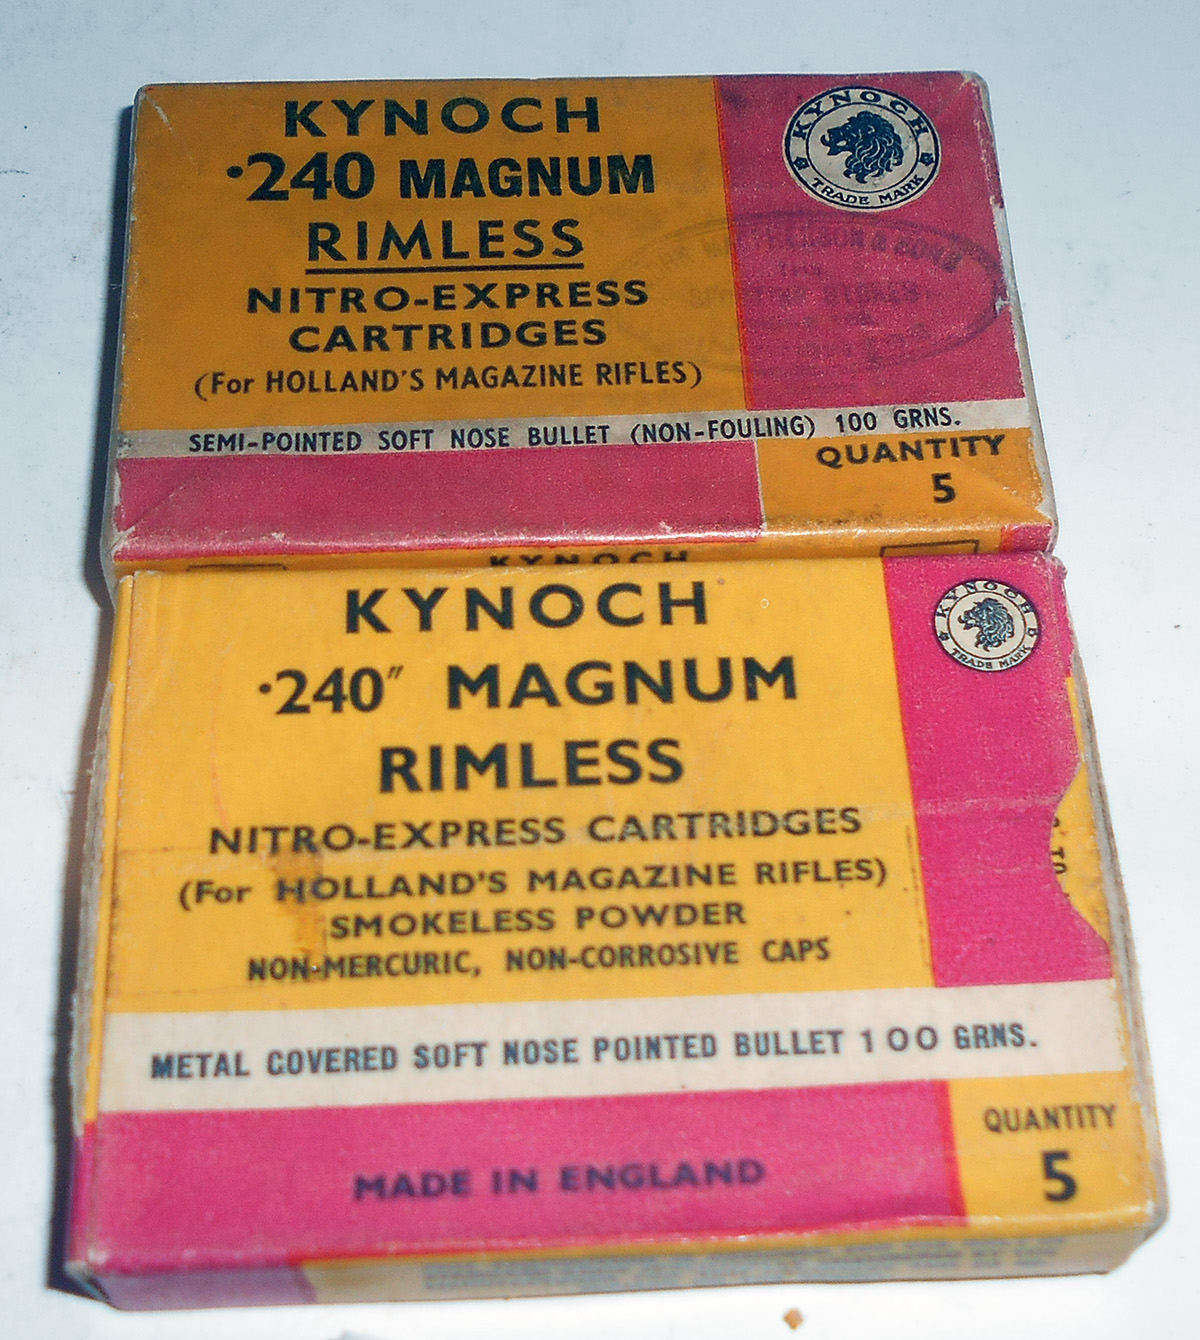 KYNOCH
·240 MAGNUM
RIMLESS
NITRO-EXPRESS
CARTRIDGES
(For HOLLAND'S MAGAZINE RIFLES)
KYNOCH
TRADE MARK
SEMI-POINTED SOFT NOSE BULLET (NON-FOULING) 100 GRNS.
QUANTITY
5
KYNOCH
KYNOCH
·240" MAGNUM
RIMLESS
NITRO-EXPRESS CARTRIDGES
(For HOLLAND'S MAGAZINE RIFLES)
SMOKELESS POWDER
NON-MERCURIC, NON-CORROSIVE CAPS
KYNOCH
TRADE MARK
TO
METAL COVERED SOFT NOSE POINTED BULLET 100 GRNS.
QUANTITY
5
MADE IN ENGLAND